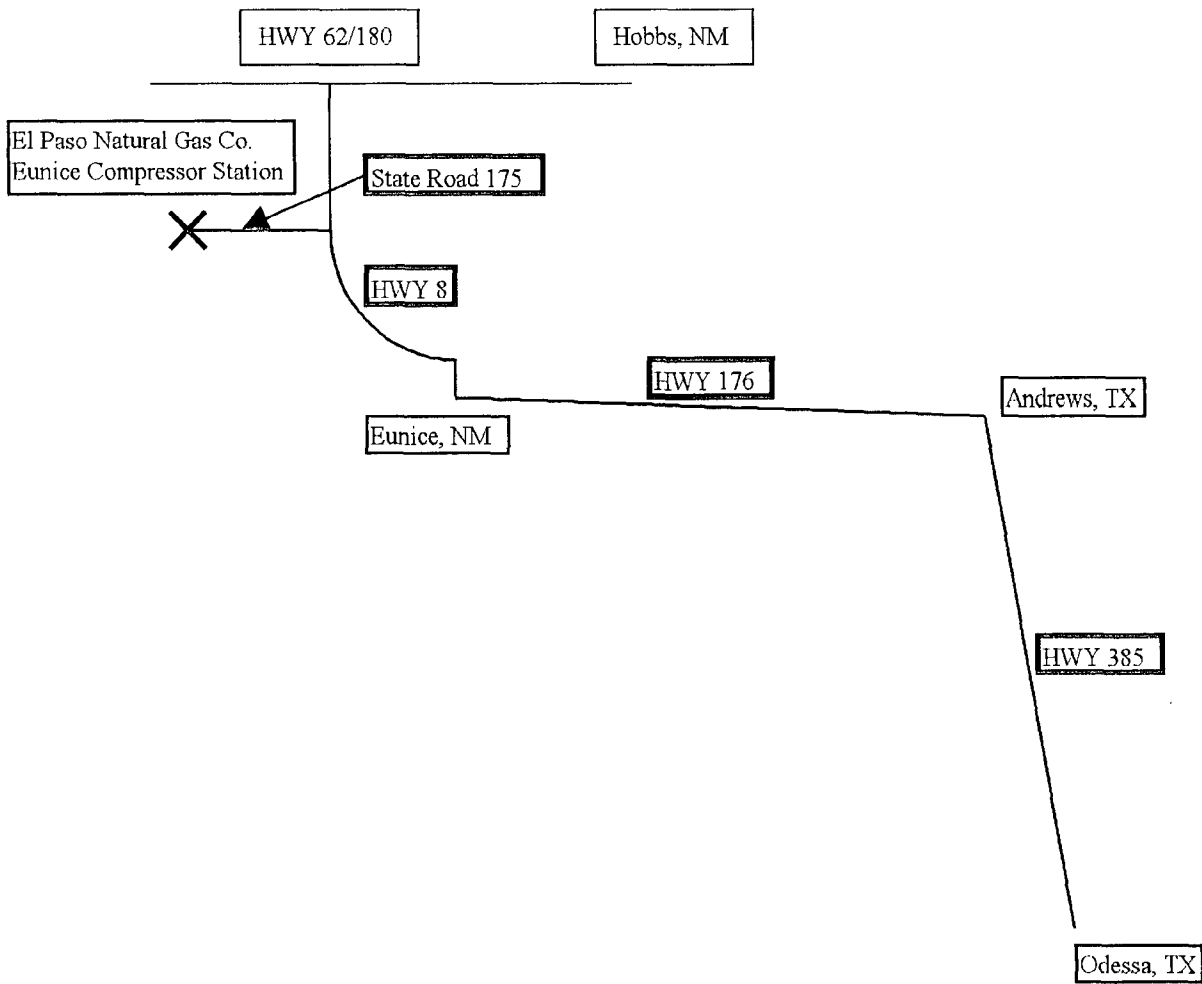 HWY 62/180
Hobbs, NM
El Paso Natural Gas Co.
Eunice Compressor Station
State Road 175
HWY 8
HWY 176
Andrews, TX
Eunice, NM
HWY 385
Odessa, TX